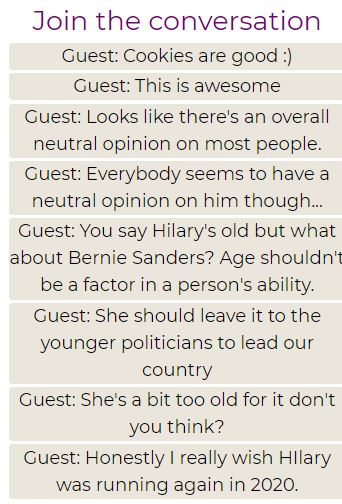 Join the conversation
Guest: Cookies are good :)
Guest: This is awesome
Guest: Looks like there's an overall
neutral opinion on most people.
Guest: Everybody seems to have a
neutral opinion on him though...
Guest: You say Hilary's old but what
about Bernie Sanders? Age shouldn't
be a factor in a person's ability.
Guest: She should leave it to the
younger politicians to lead our
country
Guest: She's a bit too old for it don't
you think?
Guest: Honestly I really wish HIlary
was running again in 2020.